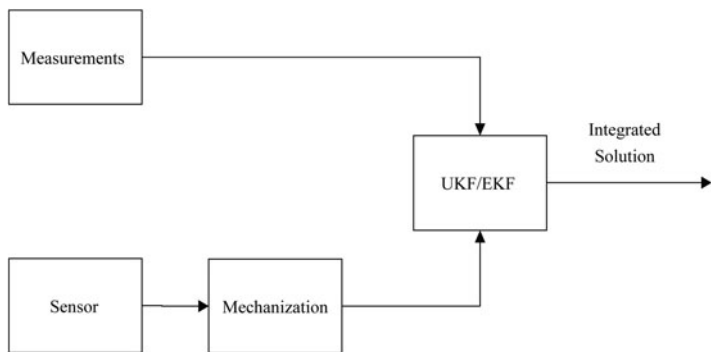 Measurements
Integrated
Solution
UKF/EKF
Sensor
Mechanization